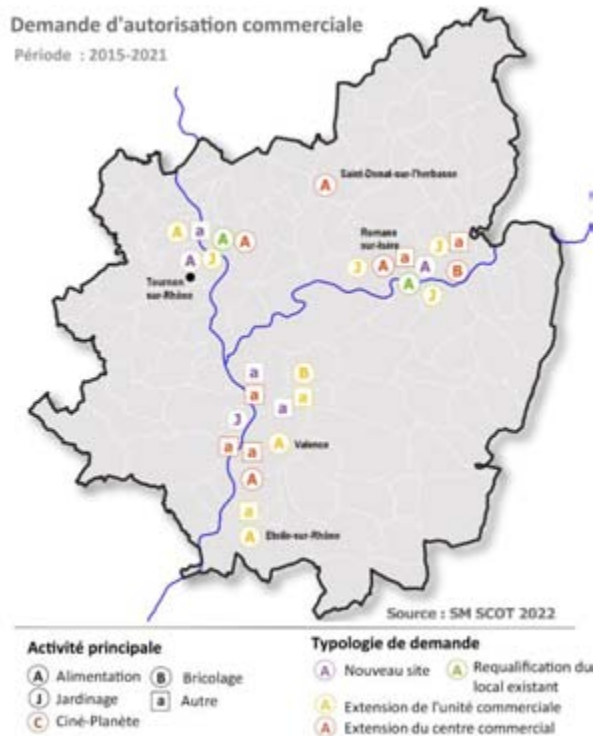 Demande d'autorisation commerciale
Période : 2015-2021
Saint-Donat-sur-l'herbasse
A
A a A A
A J
Tournon
sur-Rhône
Romans
sur-Isère
J A a A J a
B
A J
a B
a a a
J
a a A Valence
A
a
A Etoile-sur-Rhône
Source : SM SCOT 2022
Activité principale
A Alimentation B Bricolage
J Jardinage a Autre
C Ciné-Planète
Typologie de demande
A Nouveau site A Requalification du
local existant
A Extension de l'unité commerciale
A Extension du centre commercial